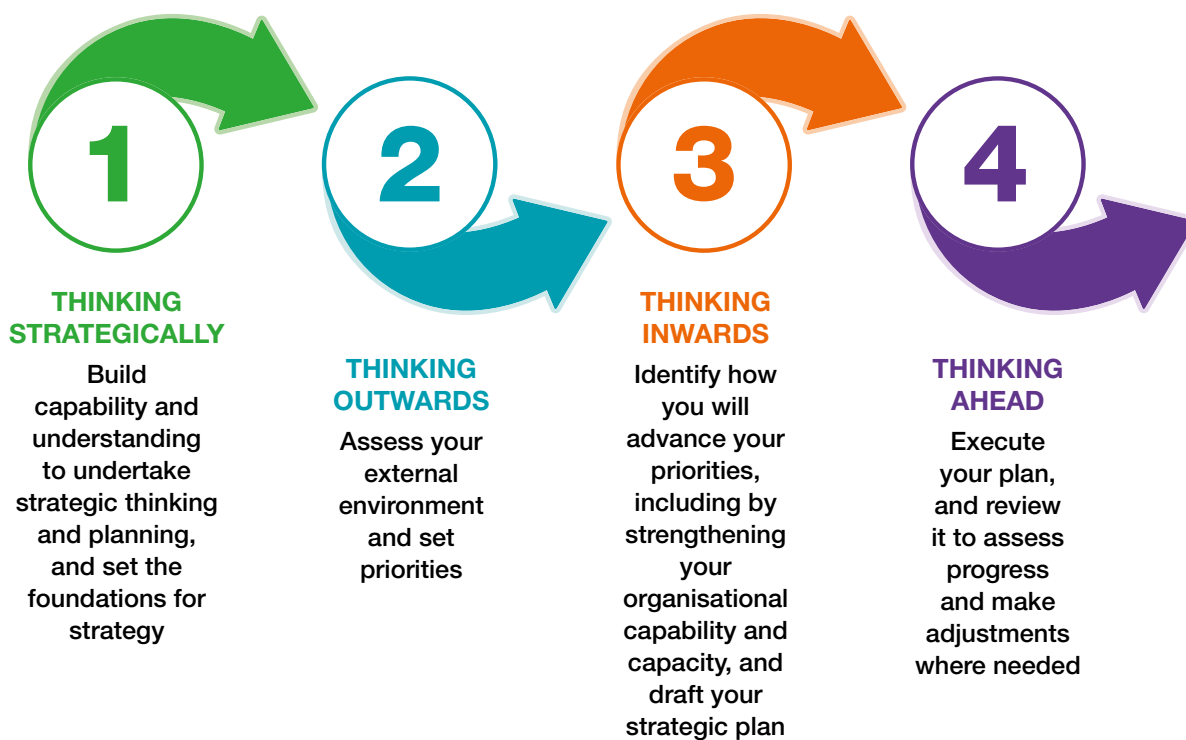 1
THINKING
STRATEGICALLY
Build
capability and
understanding
to undertake
strategic thinking
and planning,
and set the
foundations for
strategy
2
THINKING
OUTWARDS
Assess your
external
environment
and set
priorities
3
THINKING
INWARDS
Identify how
you will
advance your
priorities,
including by
strengthening
your
organisational
capability and
capacity, and
draft your
strategic plan
4
THINKING
AHEAD
Execute
your plan,
and review
it to assess
progress
and make
adjustments
where needed